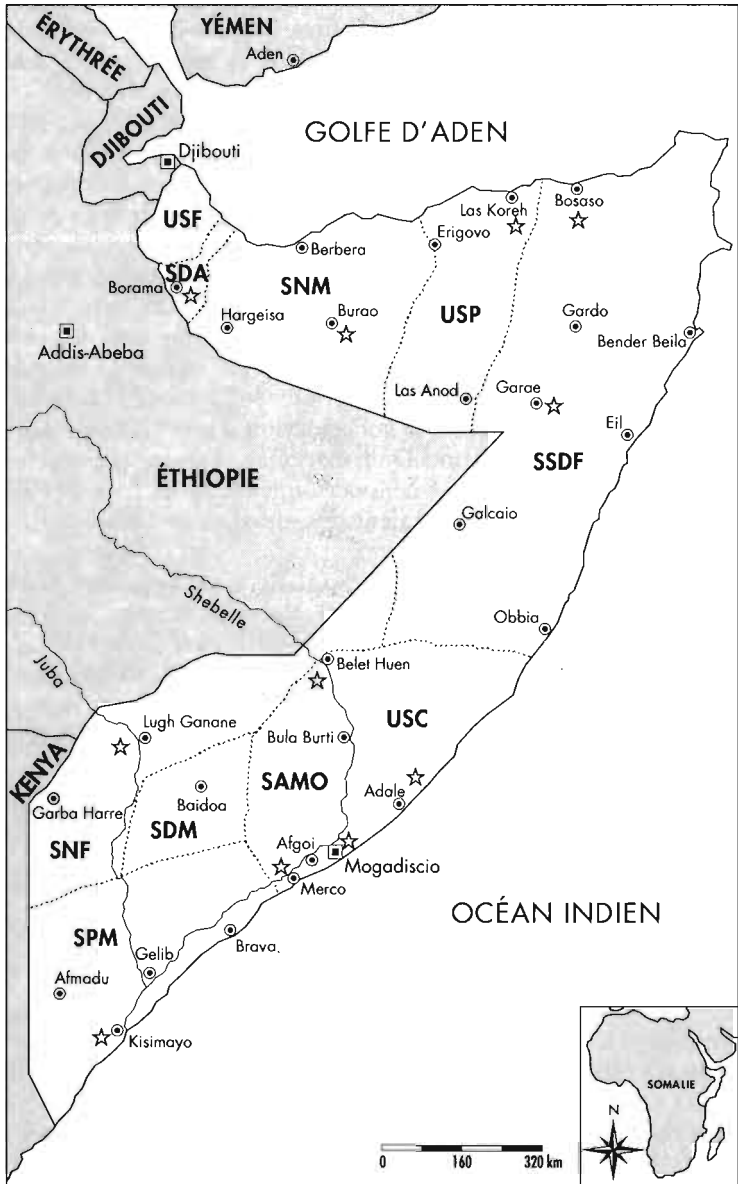 YÉMEN
Aden
ÉRYTHRÉE
DJIBOUTI
Djibouti
GOLFE D'ADEN
USF
Las Koreh
Bosaso
Erigovo
Berbera
SDA
Borama
SNM
Hargeisa
Burao
USP
Gardo
Bender Beila
Addis-Abeba
Las Anod
Garae
Eil
SSDF
ÉTHIOPIE
Galcaio
Shebelle
Obbia
Juba
Belet Huen
Lugh Ganane
Bula Burti
USC
KENYA
SAMO
Baidoa
Adale
Garba Harre
SDM
SNF
Afgoi
Mogadiscio
Merco
OCÉAN INDIEN
SPM
Brava.
Gelib
Afmadu
Kisimayo
SOMALIE
N
0 160 320 km